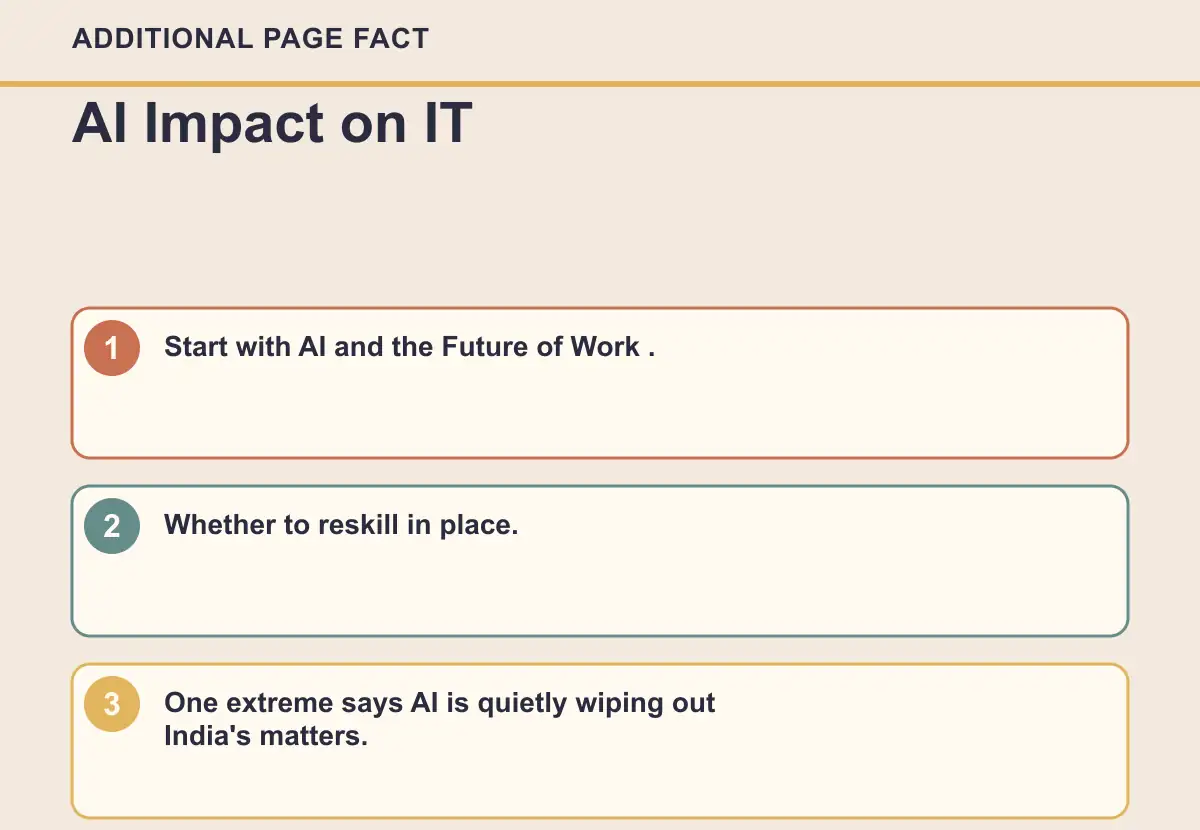 ADDITIONAL PAGE FACT
AI Impact on IT
1
Start with AI and the Future of Work .
2
Whether to reskill in place.
3
One extreme says AI is quietly wiping out
India's matters.